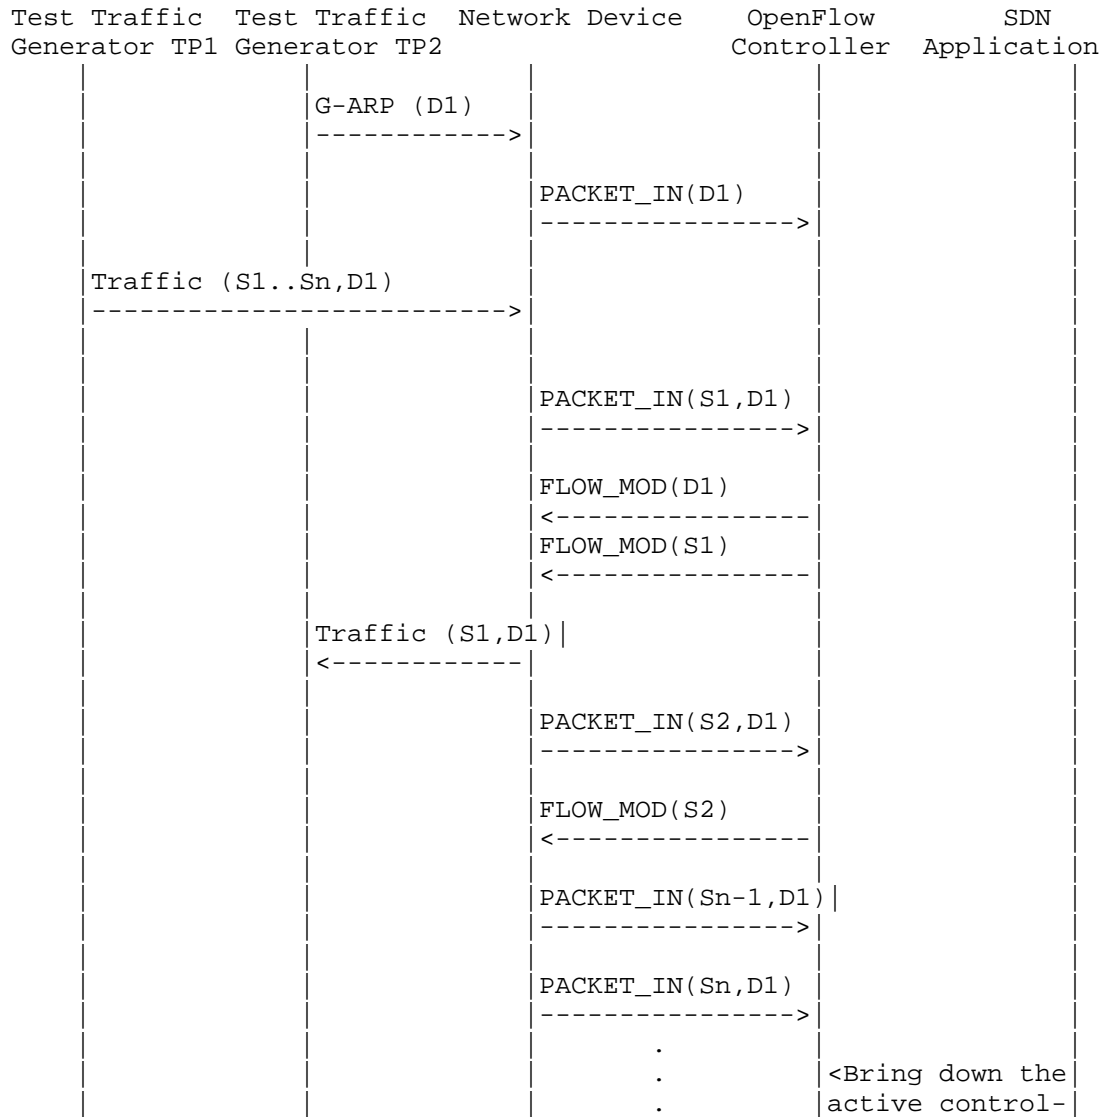 Test Traffic Test Traffic Network Device OpenFlow SDN
Generator TP1 Generator TP2 Controller Application
G-ARP (D1)
PACKET_IN(D1)
Traffic (S1..Sn,D1)
PACKET_IN(S1,D1)
FLOW_MOD(D1)
FLOW_MOD(S1)
Traffic (S1,D1)
PACKET_IN(S2,D1)
FLOW_MOD(S2)
PACKET_IN(Sn-1,D1)
PACKET_IN(Sn,D1)
.
. <Bring down the
. active control-